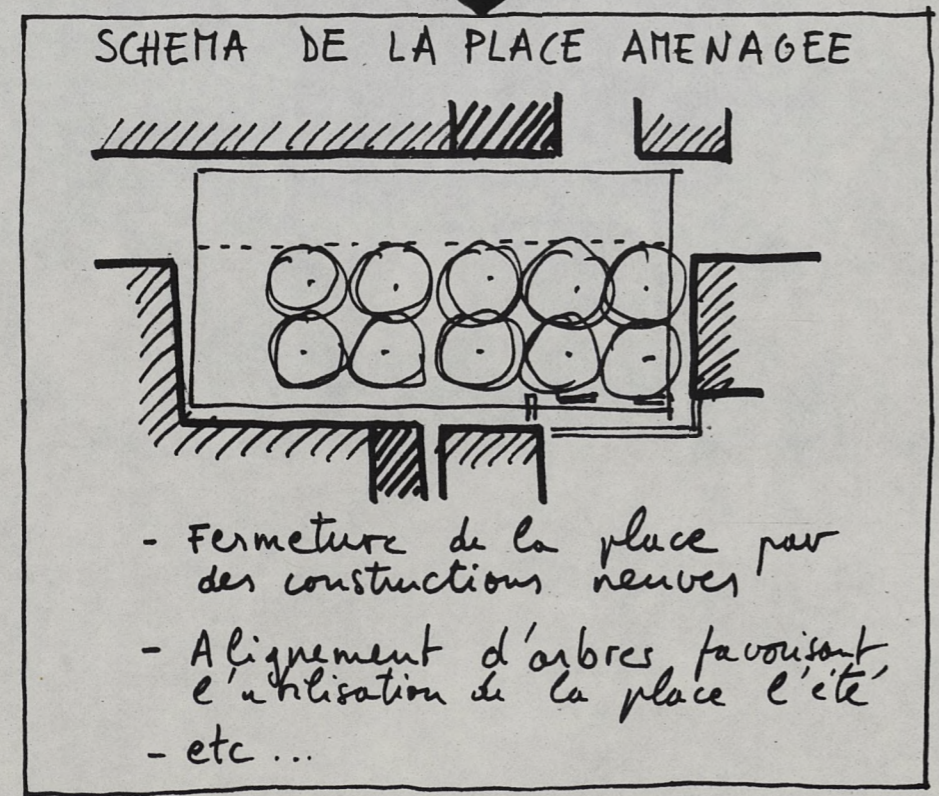 SCHEMA DE LA PLACE AMENAGEE
- Fermeture de la place par
des constructions neuves
- Alignement d'arbres favorisant
l'utilisation de la place l'été
- etc...